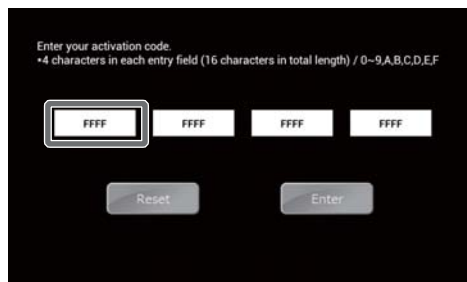 Enter your activation code.
*4 characters in each entry field (16 characters in total length) / 0~9,A,B,C,D,E,F
FFFF FFFF FFFF FFFF
Reset Enter